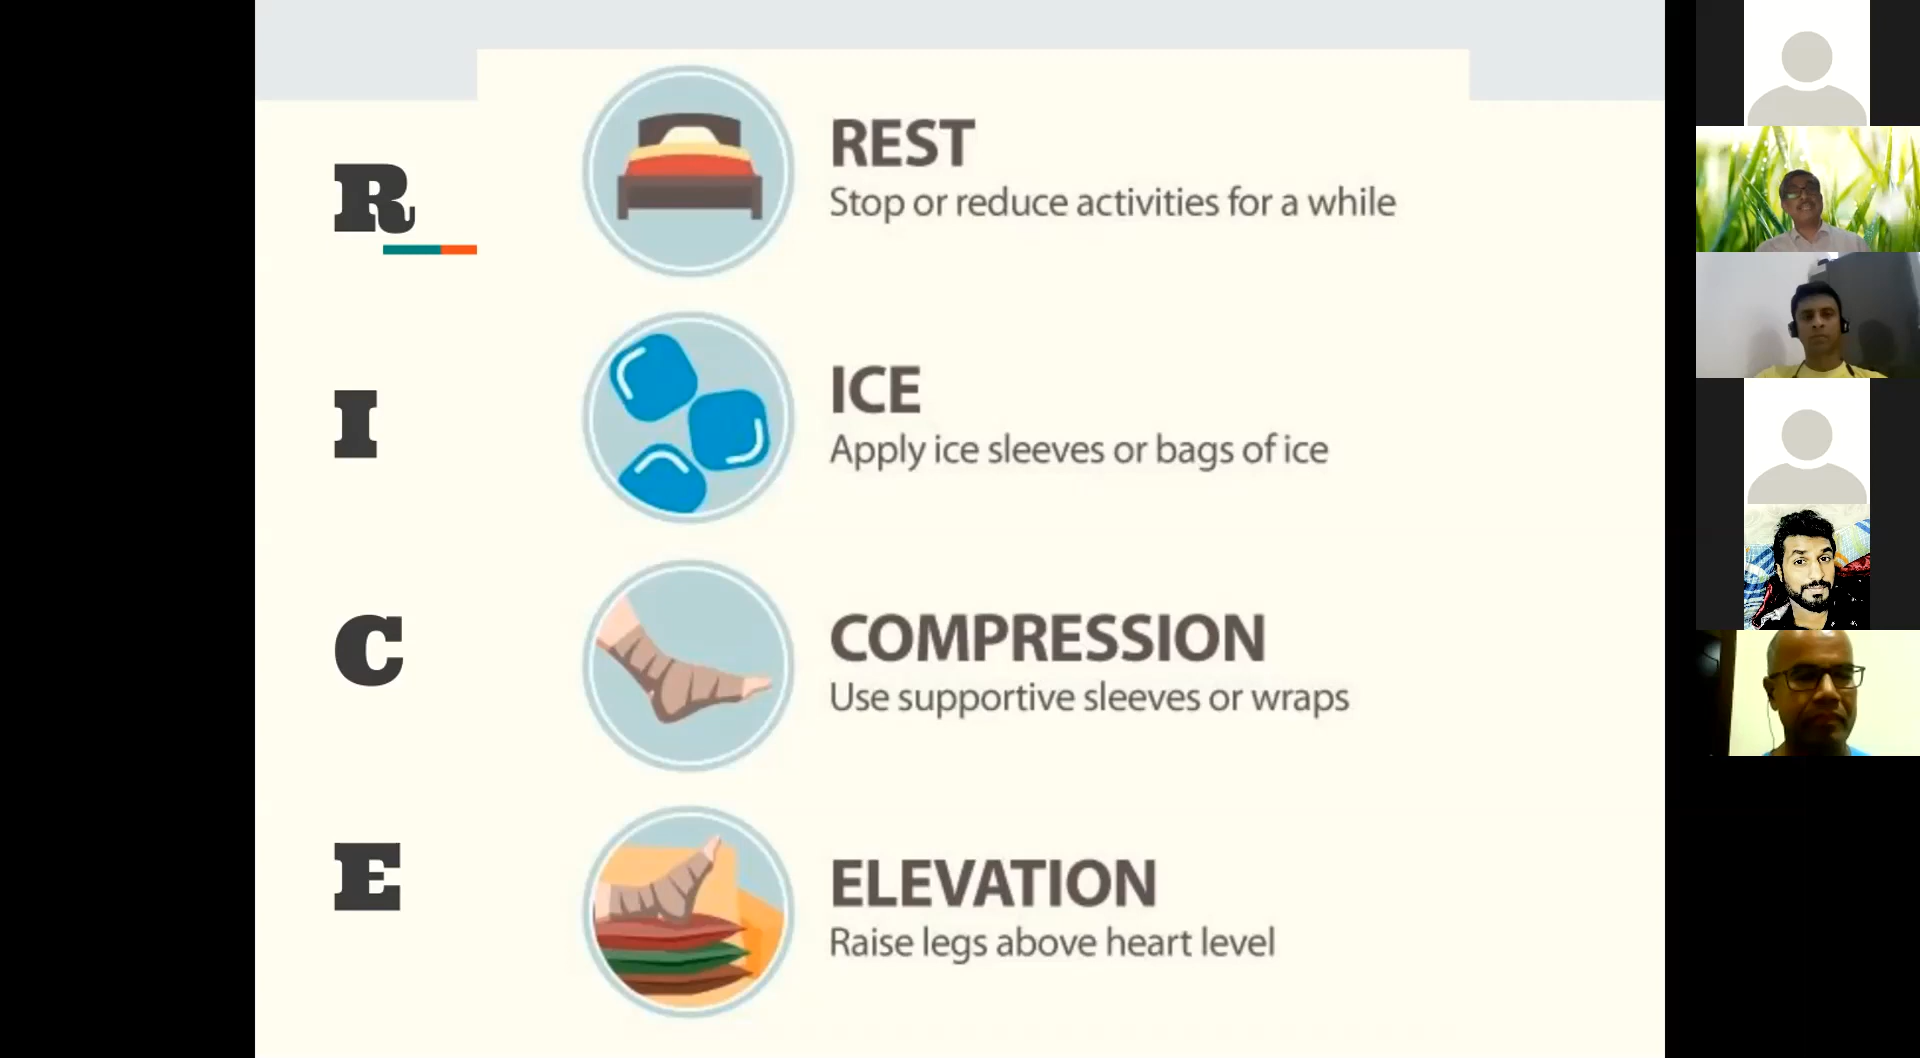 R
REST
Stop or reduce activities for a while
I
ICE
Apply ice sleeves or bags of ice
C
COMPRESSION
Use supportive sleeves or wraps
E
ELEVATION
Raise legs above heart level